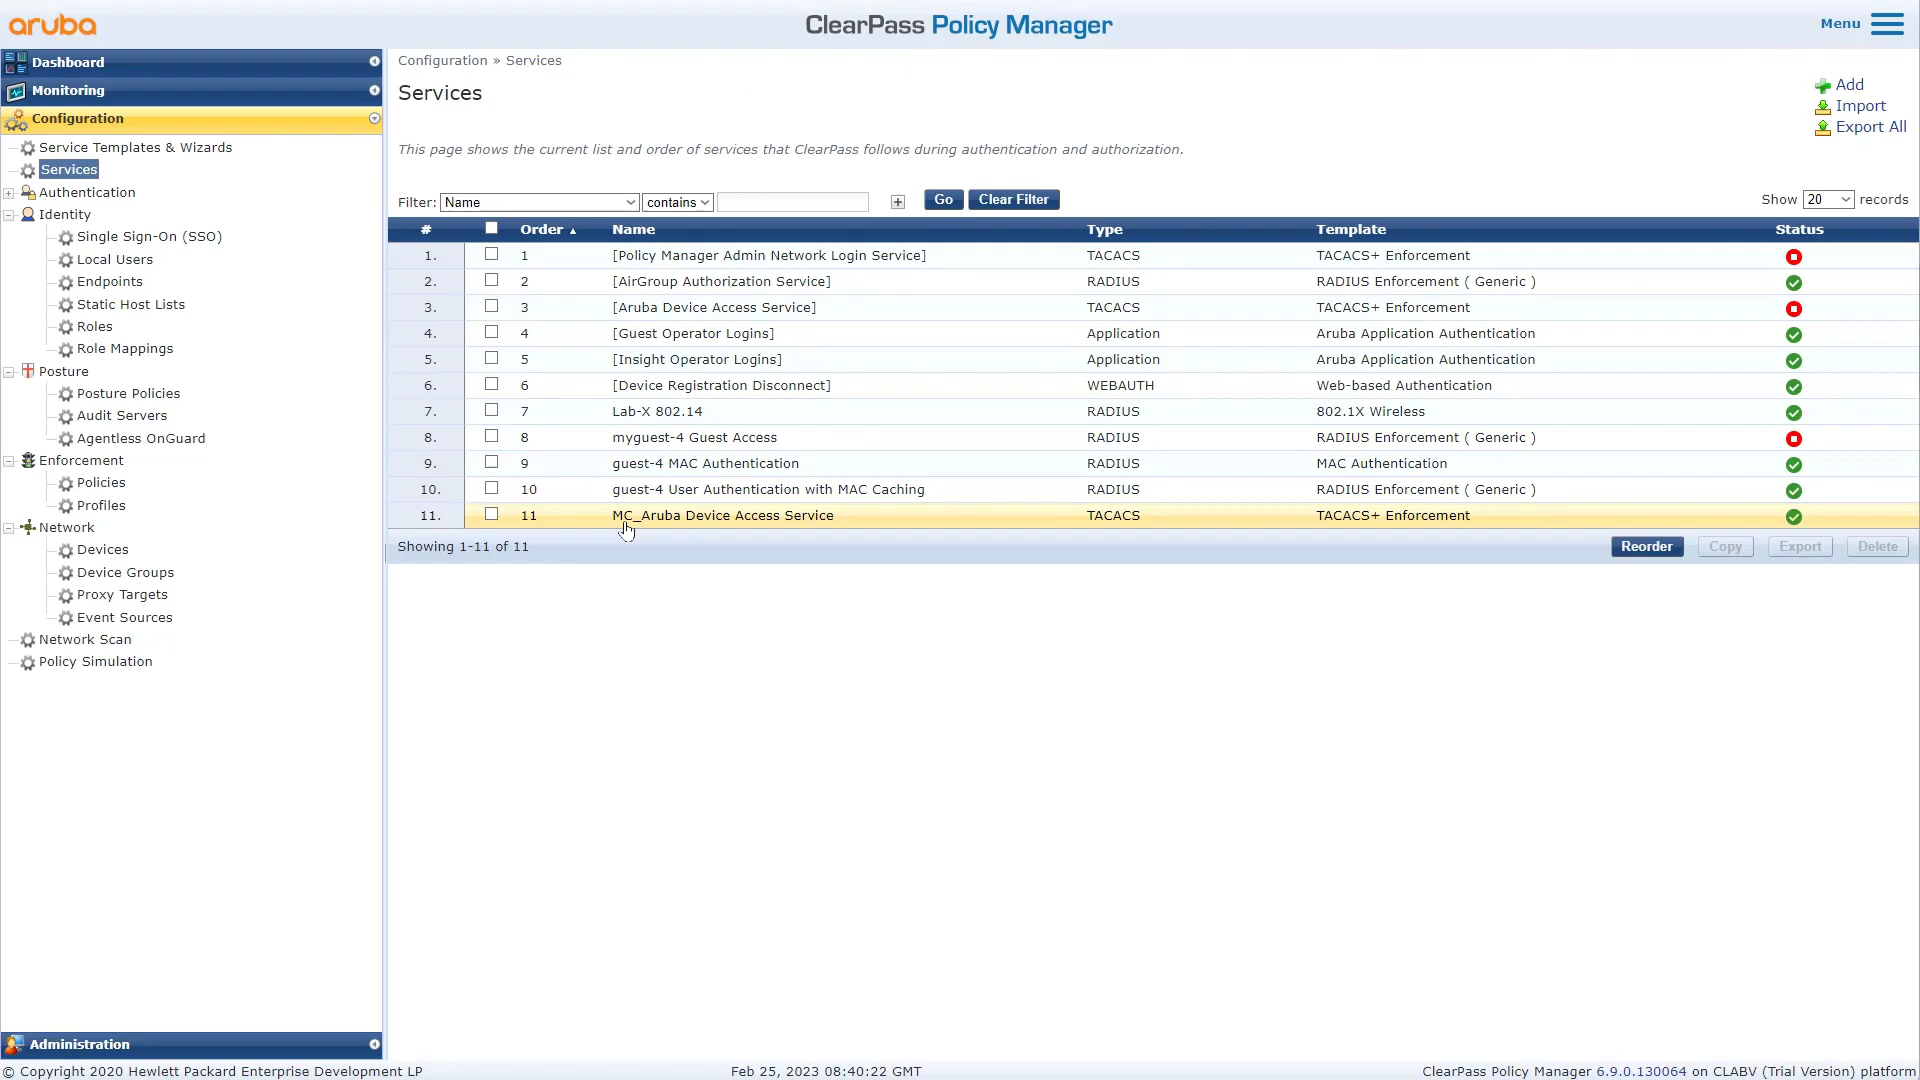 aruba
ClearPass Policy Manager
Menu
Dashboard
Monitoring
Configuration
Service Templates & Wizards
Services
Authentication
Identity
Single Sign-On (SSO)
Local Users
Endpoints
Static Host Lists
Roles
Role Mappings
Posture
Posture Policies
Audit Servers
Agentless OnGuard
Enforcement
Policies
Profiles
Network
Devices
Device Groups
Proxy Targets
Event Sources
Network Scan
Policy Simulation
Administration
Configuration » Services
Services
Add
Import
Export All
This page shows the current list and order of services that ClearPass follows during authentication and authorization.
Filter: Name contains Go Clear Filter Show 20 records
# Order Name Type Template Status
1. 1 [Policy Manager Admin Network Login Service] TACACS TACACS+ Enforcement
2. 2 [AirGroup Authorization Service] RADIUS RADIUS Enforcement ( Generic )
3. 3 [Aruba Device Access Service] TACACS TACACS+ Enforcement
4. 4 [Guest Operator Logins] Application Aruba Application Authentication
5. 5 [Insight Operator Logins] Application Aruba Application Authentication
6. 6 [Device Registration Disconnect] WEBAUTH Web-based Authentication
7. 7 Lab-X 802.14 RADIUS 802.1X Wireless
8. 8 myguest-4 Guest Access RADIUS RADIUS Enforcement ( Generic )
9. 9 guest-4 MAC Authentication RADIUS MAC Authentication
10. 10 guest-4 User Authentication with MAC Caching RADIUS RADIUS Enforcement ( Generic )
11. 11 MC_Aruba Device Access Service TACACS TACACS+ Enforcement
Showing 1-11 of 11 Reorder Copy Export Delete
© Copyright 2020 Hewlett Packard Enterprise Development LP Feb 25, 2023 08:40:22 GMT ClearPass Policy Manager 6.9.0.130064 on CLABV (Trial Version) platform